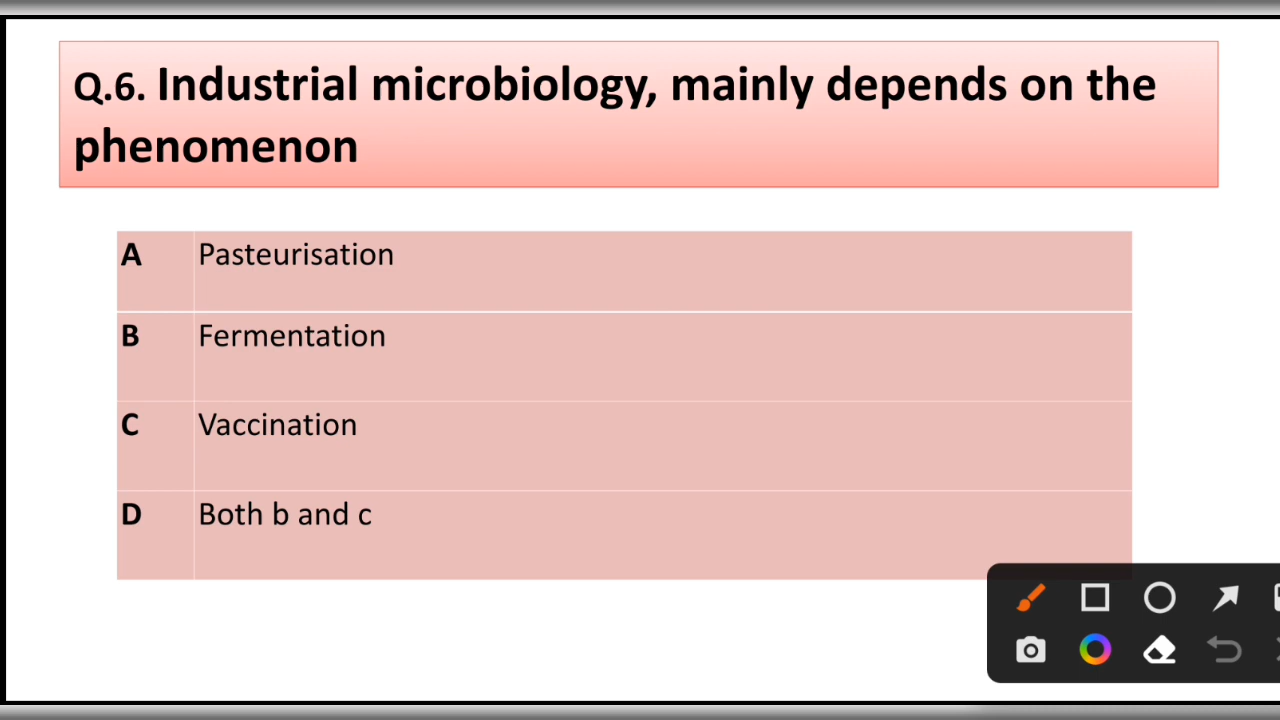 Q.6. Industrial microbiology, mainly depends on the
phenomenon
A Pasteurisation
B Fermentation
C Vaccination
D Both b and c